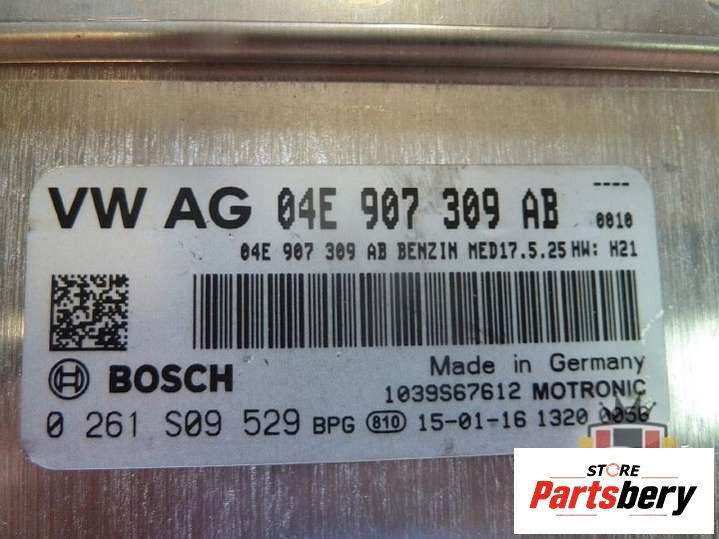 ----
VW AG 04E 907 309 AB 0010
04E 907 309 AB BENZIN MED17.5.25 HW: H21
BOSCH
Made in Germany
1039S67612 MOTRONIC
0 261 S09 529 BPG 810 15-01-16 1320 0056
STORE
Partsbery